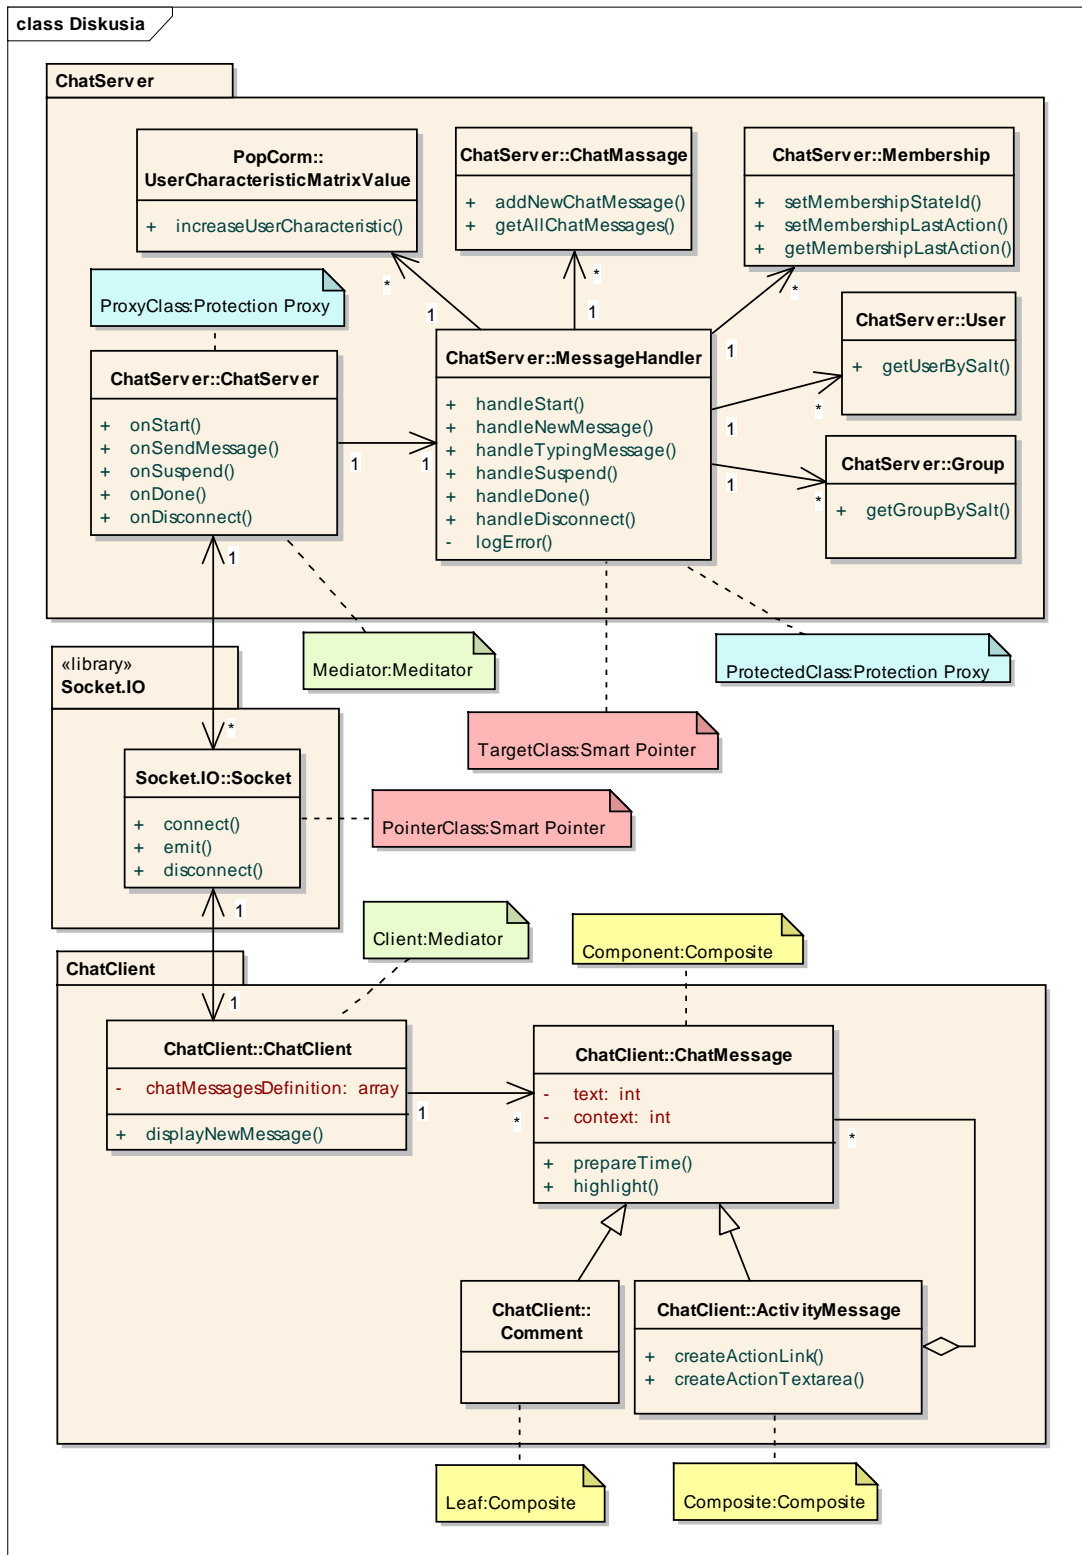 class Diskusia
ChatServer
PopCorm::
UserCharacteristicMatrixValue
+ increaseUserCharacteristic()
ChatServer::ChatMassage
+ addNewChatMessage()
+ getAllChatMessages()
ChatServer::Membership
+ setMembershipStateId()
+ setMembershipLastAction()
+ getMembershipLastAction()
* * *
ProxyClass:Protection Proxy
1 1 1
ChatServer::User
+ getUserBySalt()
ChatServer::ChatServer
+ onStart()
+ onSendMessage()
+ onSuspend()
+ onDone()
+ onDisconnect()
1 1
ChatServer::MessageHandler
+ handleStart()
+ handleNewMessage()
+ handleTypingMessage()
+ handleSuspend()
+ handleDone()
+ handleDisconnect()
- logError()
1 *
1 *
ChatServer::Group
+ getGroupBySalt()
1
Mediator:Meditator
ProtectedClass:Protection Proxy
«library»
Socket.IO
*
TargetClass:Smart Pointer
Socket.IO::Socket
+ connect()
+ emit()
+ disconnect()
PointerClass:Smart Pointer
1
Client:Mediator
Component:Composite
ChatClient
1
ChatClient::ChatClient
- chatMessagesDefinition: array
+ displayNewMessage()
1 *
ChatClient::ChatMessage
- text: int
- context: int
+ prepareTime()
+ highlight()
*
ChatClient::
Comment
ChatClient::ActivityMessage
+ createActionLink()
+ createActionTextarea()
Leaf:Composite
Composite:Composite